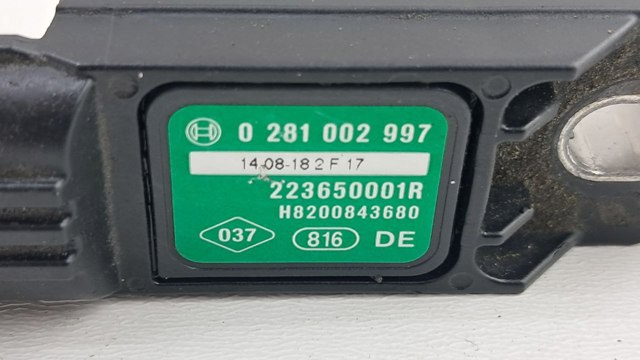 0 281 002 997
14.08-18 2 F 17
223650001R
H8200843680
037 816 DE